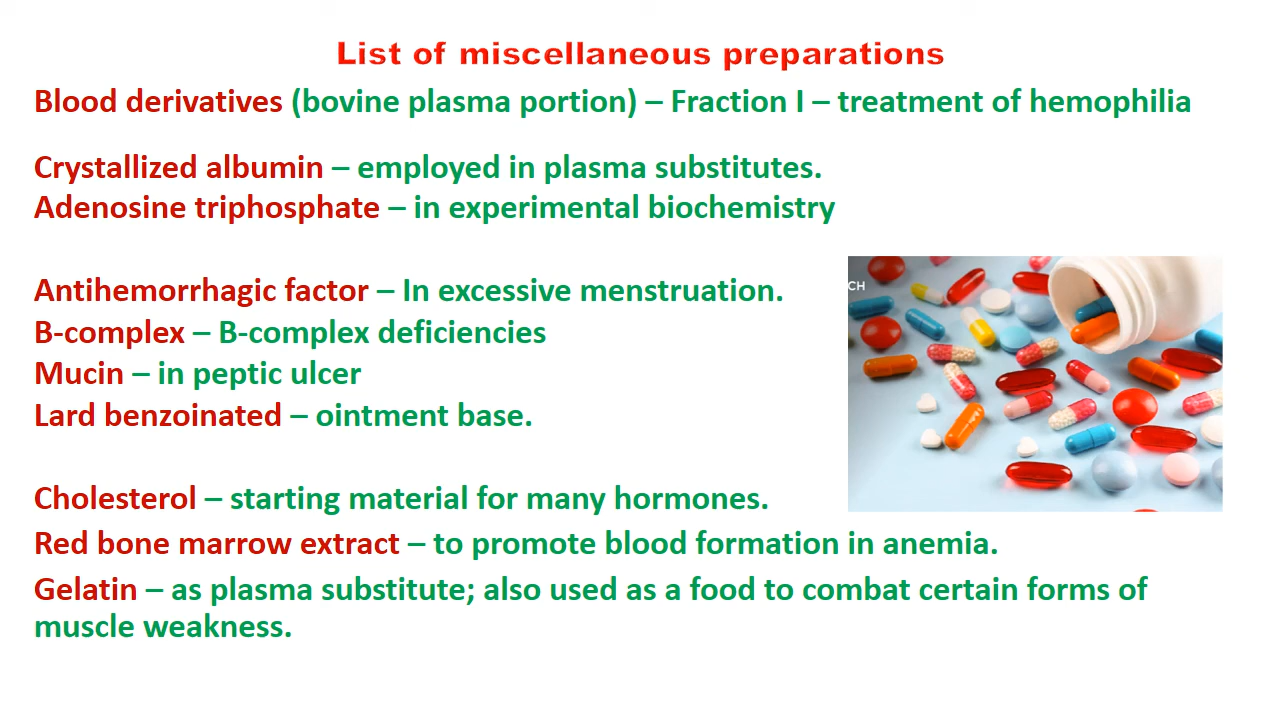 List of miscellaneous preparations
Blood derivatives (bovine plasma portion) – Fraction I – treatment of hemophilia
Crystallized albumin – employed in plasma substitutes.
Adenosine triphosphate – in experimental biochemistry
Antihemorrhagic factor – In excessive menstruation.
CH
B-complex – B-complex deficiencies
Mucin – in peptic ulcer
Lard benzoinated – ointment base.
Cholesterol – starting material for many hormones.
Red bone marrow extract – to promote blood formation in anemia.
Gelatin – as plasma substitute; also used as a food to combat certain forms of
muscle weakness.